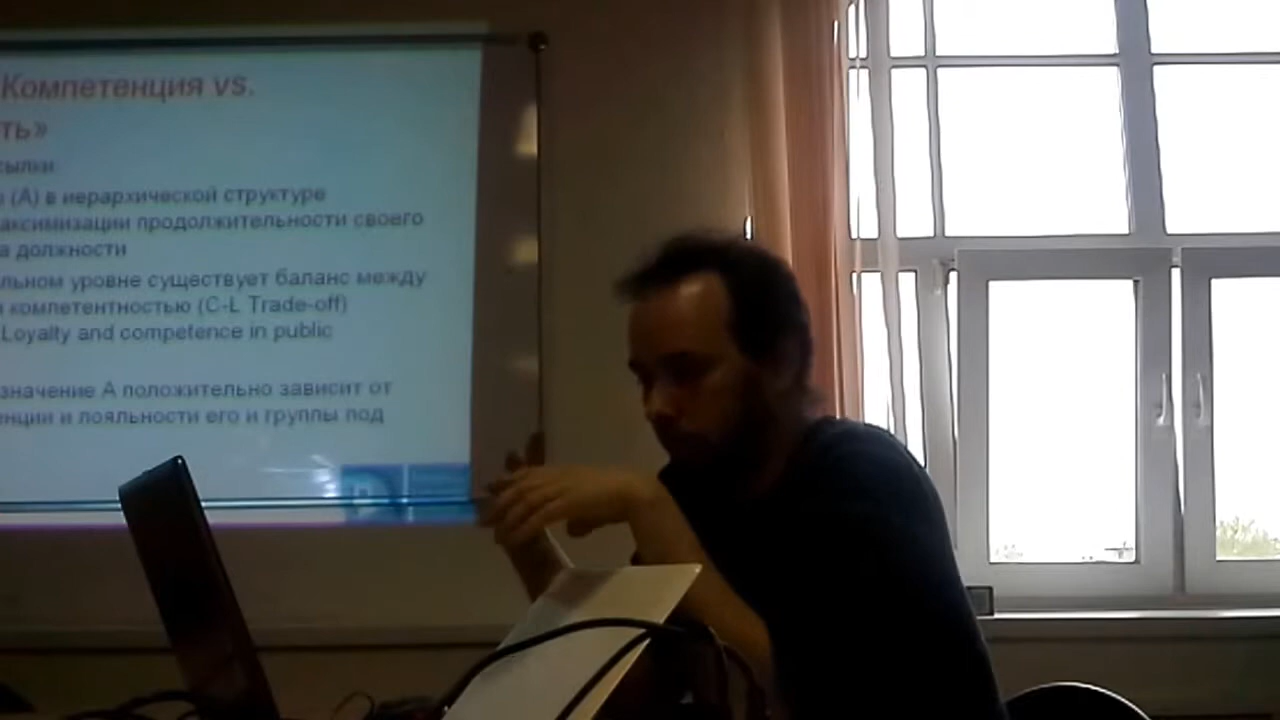 Компетенция vs.
ть»
сылки
(А) в иерархической структуре
аксимизации продолжительности своего
а должности
льном уровне существует баланс между
компетентностью (C-L Trade-off)
Loyalty and competence in public
значение А положительно зависит от
енции и лояльности его и группы под